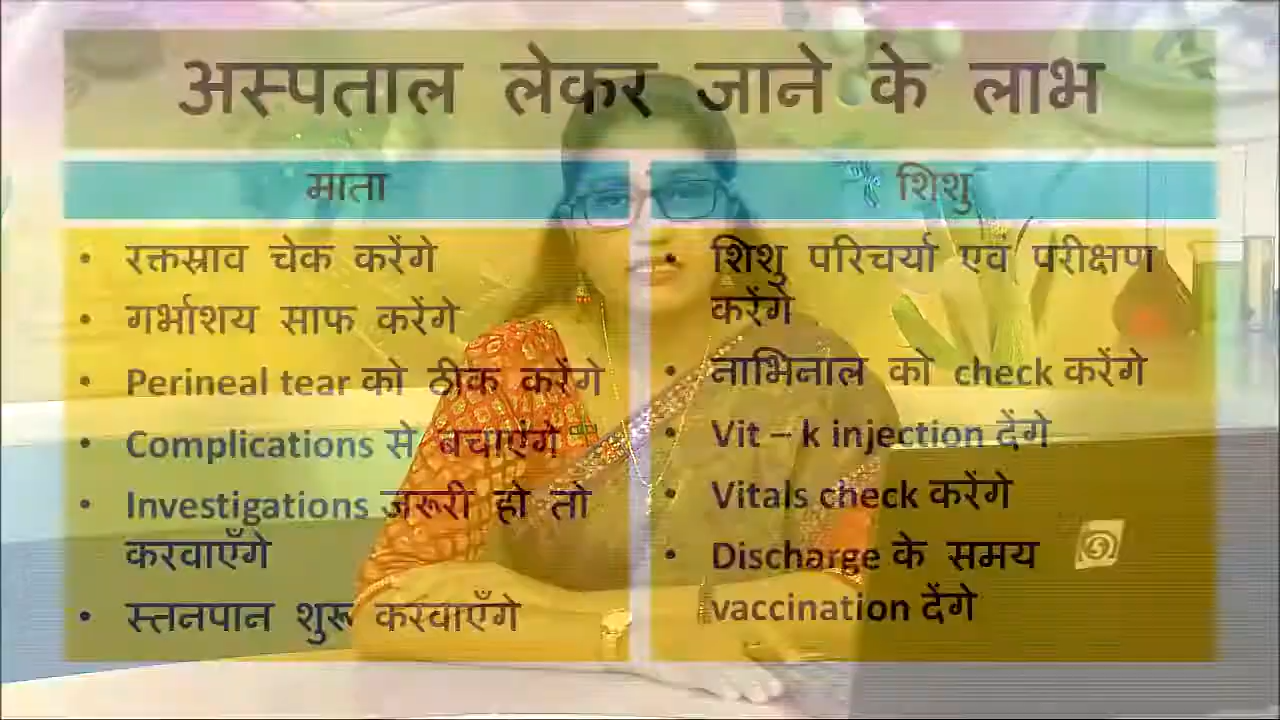 अस्पताल लेकर जाने के लाभ
माता
• रक्तस्राव चेक करेंगे
• गर्भाशय साफ करेंगे
• Perineal tear को ठीक करेंगे
• Complications से बचाएंगे
• Investigations जरूरी हो तो
करवाएँगे
• स्तनपान शुरू करवाएँगे
शिशु
• शिशु परिचर्या एवं परीक्षण
करेंगे
• नाभिनाल को check करेंगे
• Vit – k injection देंगे
• Vitals check करेंगे
• Discharge के समय
vaccination देंगे